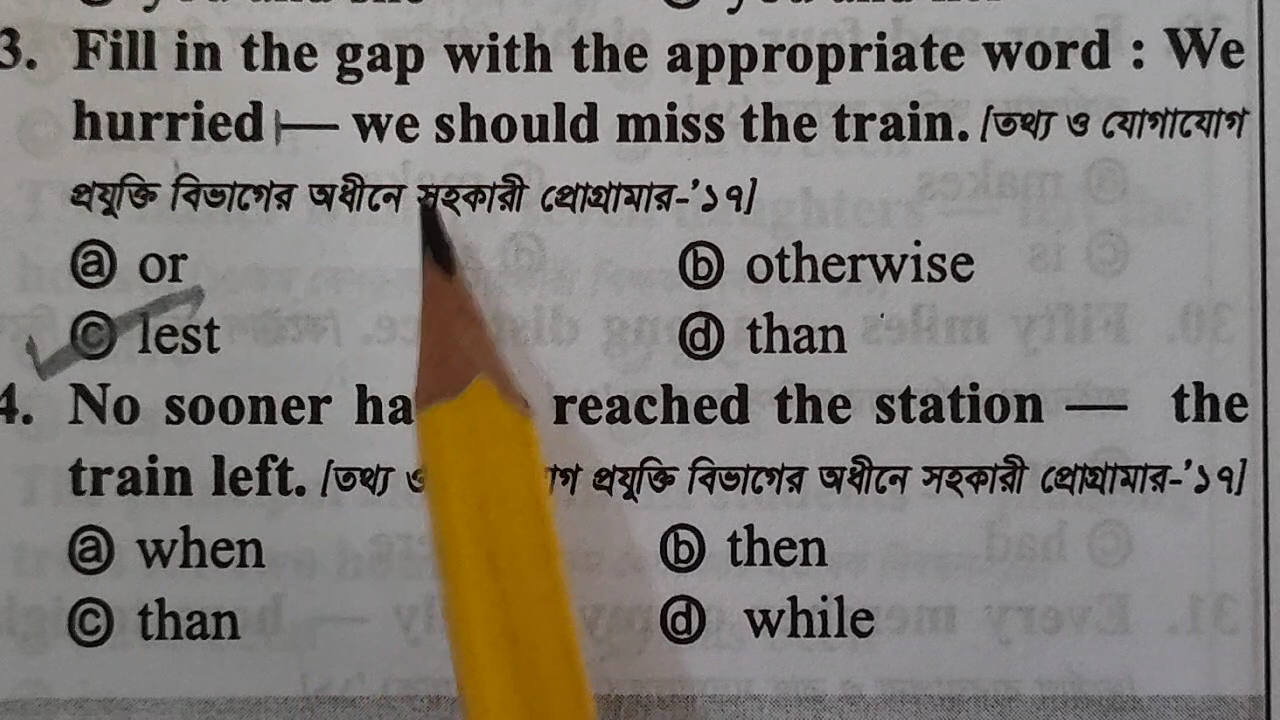 3. Fill in the gap with the appropriate word : We
hurried — we should miss the train. [তথ্য ও যোগাযোগ
প্রযুক্তি বিভাগের অধীনে সহকারী প্রোগ্রামার-’১৭]
ⓐ or ⓑ otherwise
ⓒ lest ⓓ than
4. No sooner reached the station — the
train left. [তথ্য প্রযুক্তি বিভাগের অধীনে সহকারী প্রোগ্রামার-’১৭]
ⓐ when ⓑ then
ⓒ than ⓓ while